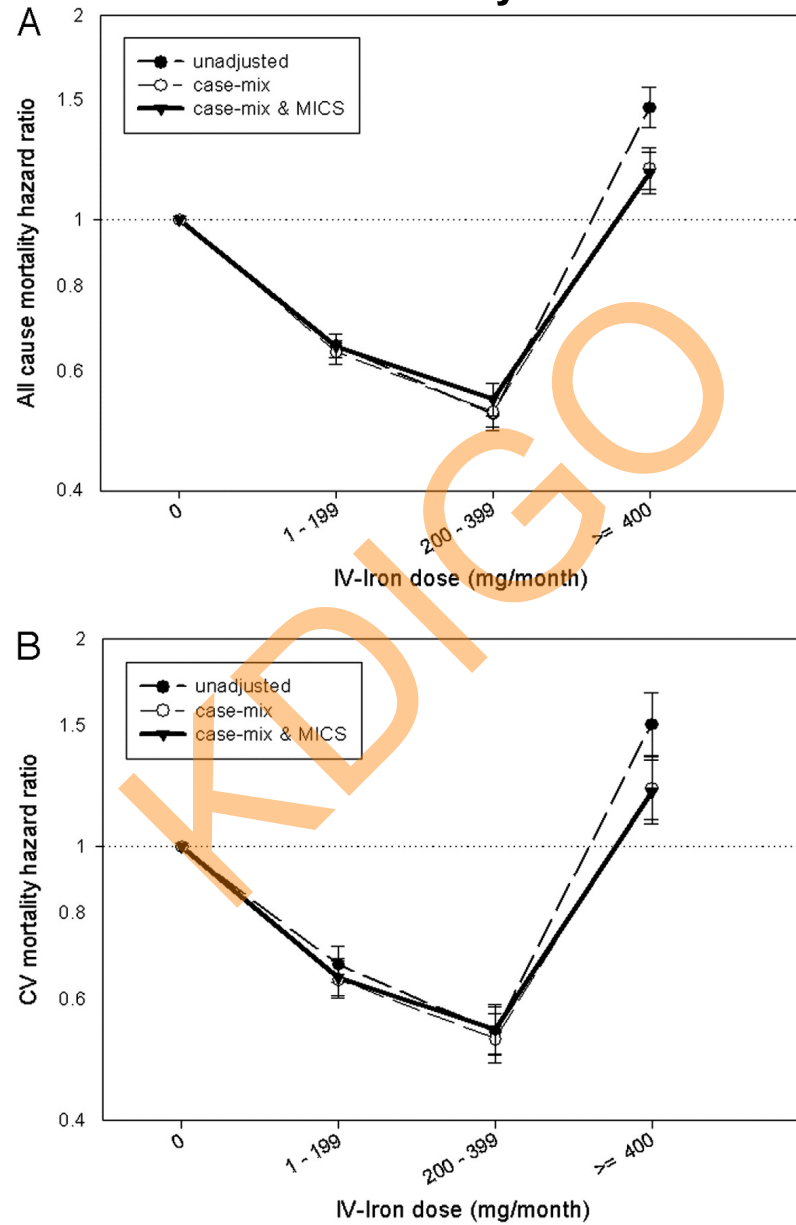 A
2
unadjusted
case-mix
case-mix & MICS
1.5
1
0.8
0.6
0.4
All cause mortality hazard ratio
0
1 - 199
200 - 399
>= 400
IV-Iron dose (mg/month)
B
2
unadjusted
case-mix
case-mix & MICS
1.5
1
0.8
0.6
0.4
CV mortality hazard ratio
0
1 - 199
200 - 399
>= 400
IV-Iron dose (mg/month)
KDIGO